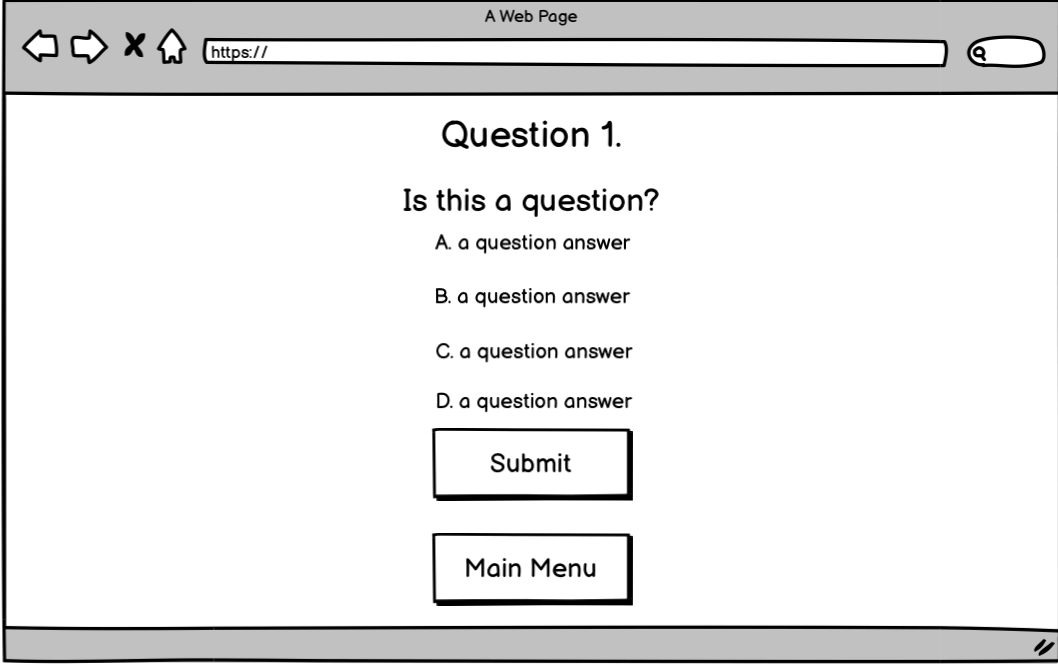 A Web Page
https://
Question 1.
Is this a question?
A. a question answer
B. a question answer
C. a question answer
D. a question answer
Submit
Main Menu